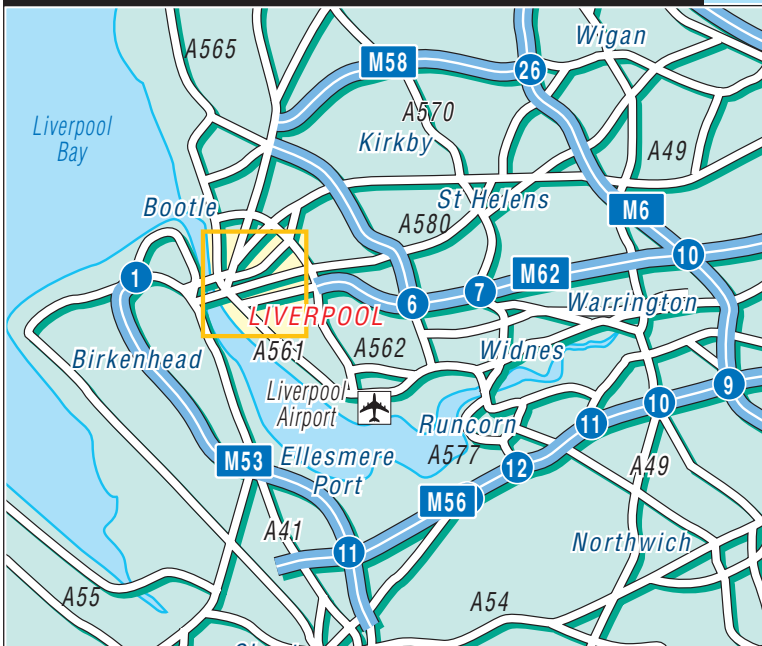 Wigan
A565
M58
26
Liverpool
Bay
A570
Kirkby
A49
Bootle
St Helens
M6
A580
1
10
M62
7
6
LIVERPOOL
Warrington
A561
A562
Widnes
Birkenhead
9
Liverpool
Airport
10
11
Runcorn
A577
Ellesmere
Port
M53
12
A49
M56
A41
11
Northwich
A55
A54